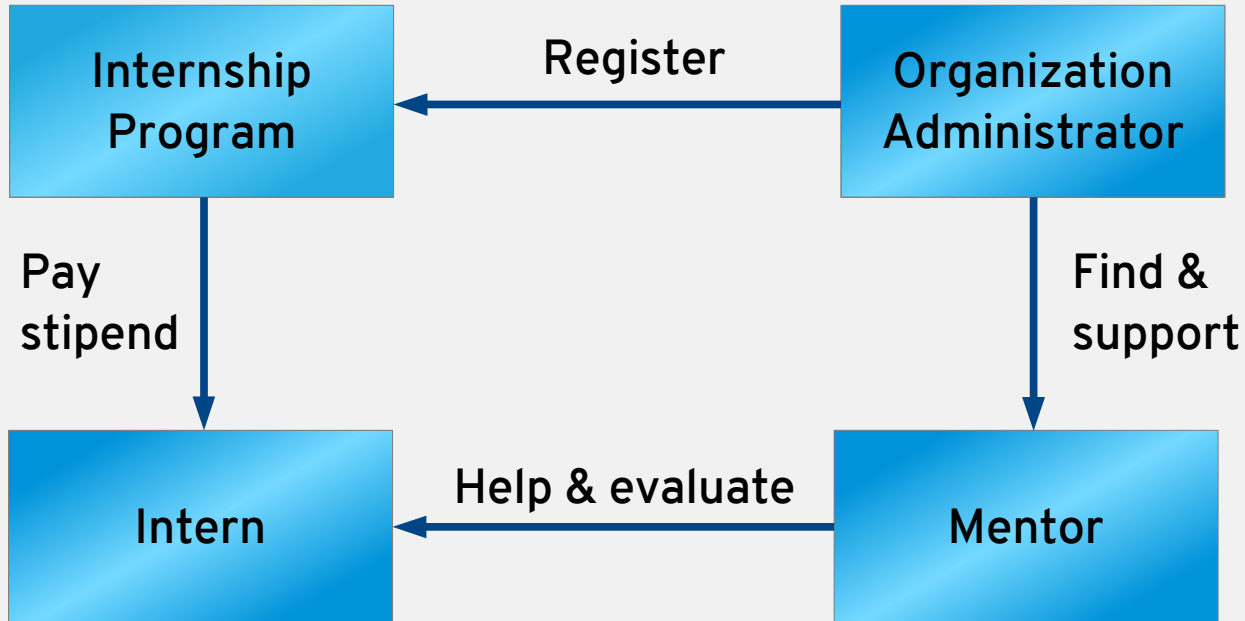 Internship
Program
Register
Organization
Administrator
Pay
stipend
Find &
support
Intern
Help & evaluate
Mentor